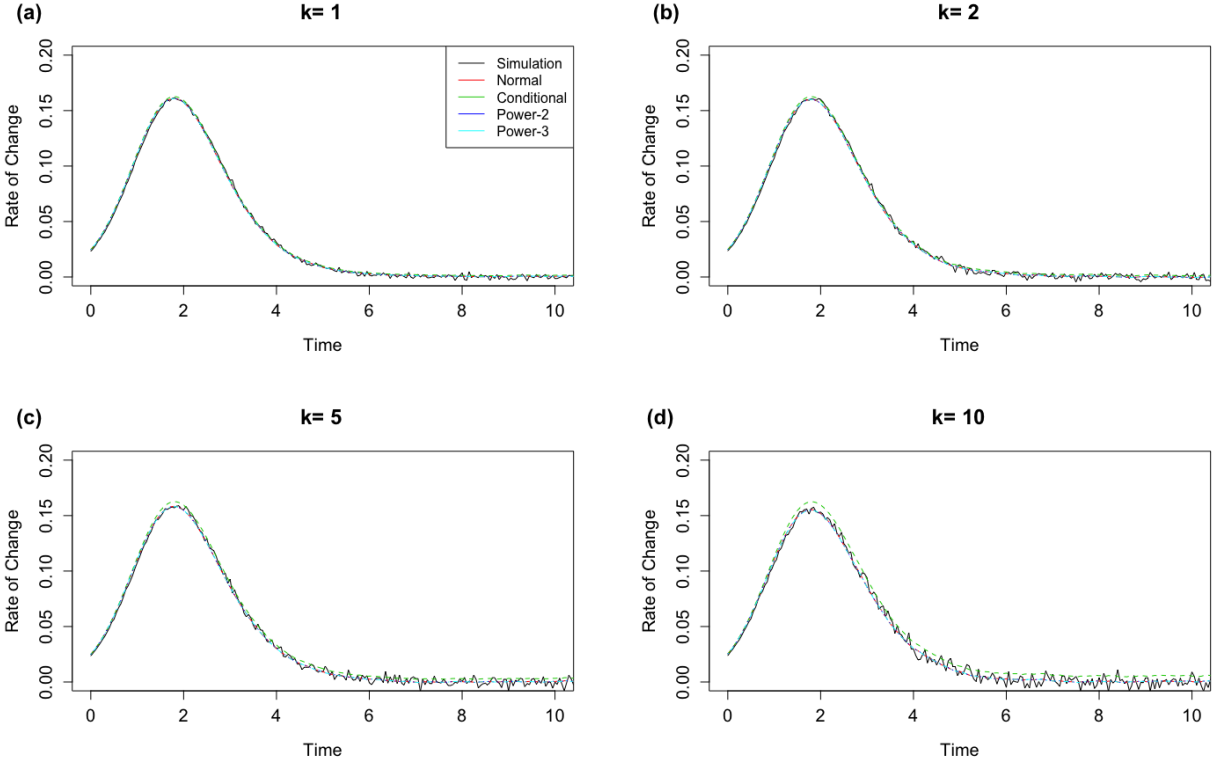 (a) k= 1
Rate of Change
0.00 0.05 0.10 0.15 0.20
Simulation
Normal
Conditional
Power-2
Power-3
0 2 4 6 8 10
Time
(b) k= 2
Rate of Change
0.00 0.05 0.10 0.15 0.20
0 2 4 6 8 10
Time
(c) k= 5
Rate of Change
0.00 0.05 0.10 0.15 0.20
0 2 4 6 8 10
Time
(d) k= 10
Rate of Change
0.00 0.05 0.10 0.15 0.20
0 2 4 6 8 10
Time